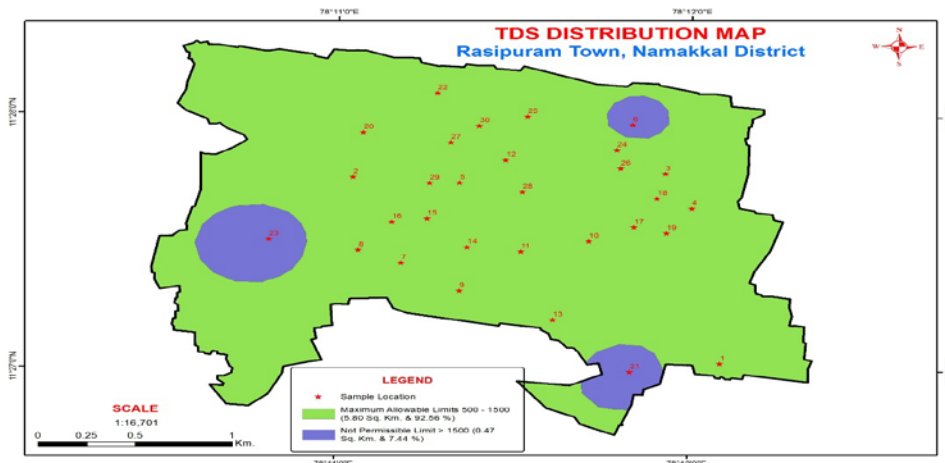 78°11'0"E
78°12'0"E
TDS DISTRIBUTION MAP
Rasipuram Town, Namakkal District
N
W
E
S
11°28'0"N
22
25
30
20
27
24
12
26
3
2
29
5
28
18
4
16
15
17
19
23
10
6
14
11
7
9
13
11°27'0"N
1
21
LEGEND
Sample Location
Maximum Allowable Limits 500 - 1500
(5.80 Sq. Km. & 92.56 %)
Not Permissible Limit > 1500 (0.47
Sq. Km. & 7.44 %)
SCALE
1:16,701
0 0.25 0.5 1
Km.